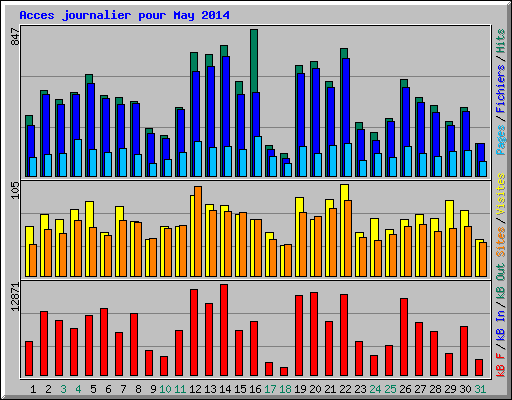 Acces journalier pour May 2014
847
Pages / Fichiers / Hits
105
Sites / Visites
12871
kB F / kB In / kB Out
1 2 3 4 5 6 7 8 9 10 11 12 13 14 15 16 17 18 19 20 21 22 23 24 25 26 27 28 29 30 31